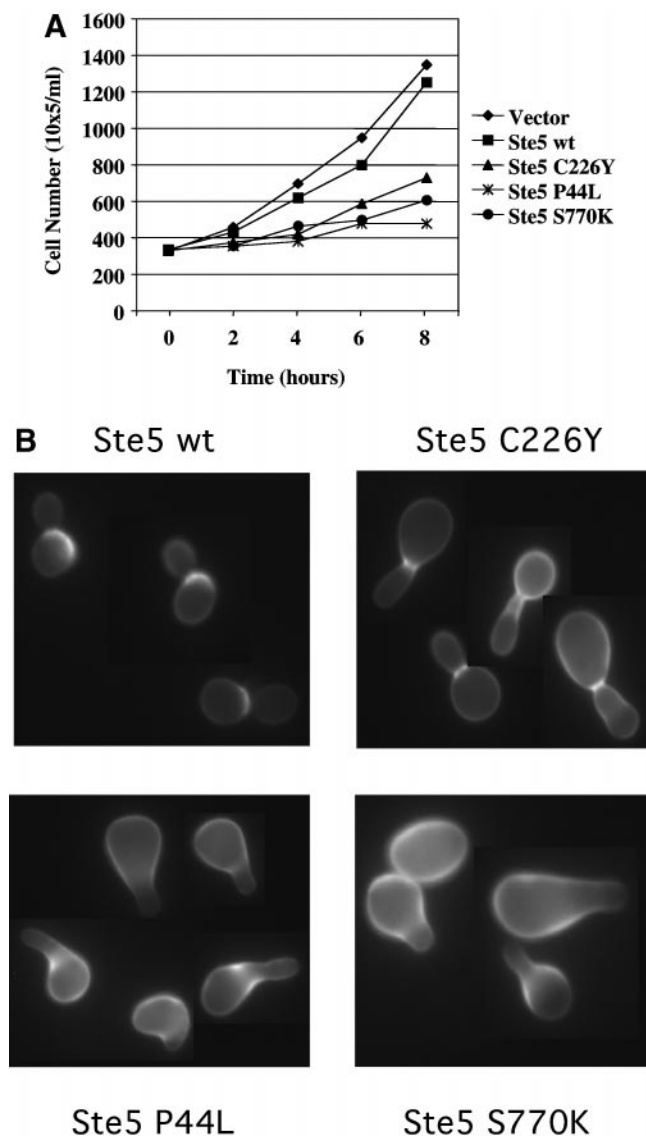 A
1600
1400
1200
1000
800
600
400
200
0
Cell Number (10x5/ml)
0 2 4 6 8
Time (hours)
Vector
Ste5 wt
Ste5 C226Y
Ste5 P44L
Ste5 S770K
B
Ste5 wt
Ste5 C226Y
Ste5 P44L
Ste5 S770K